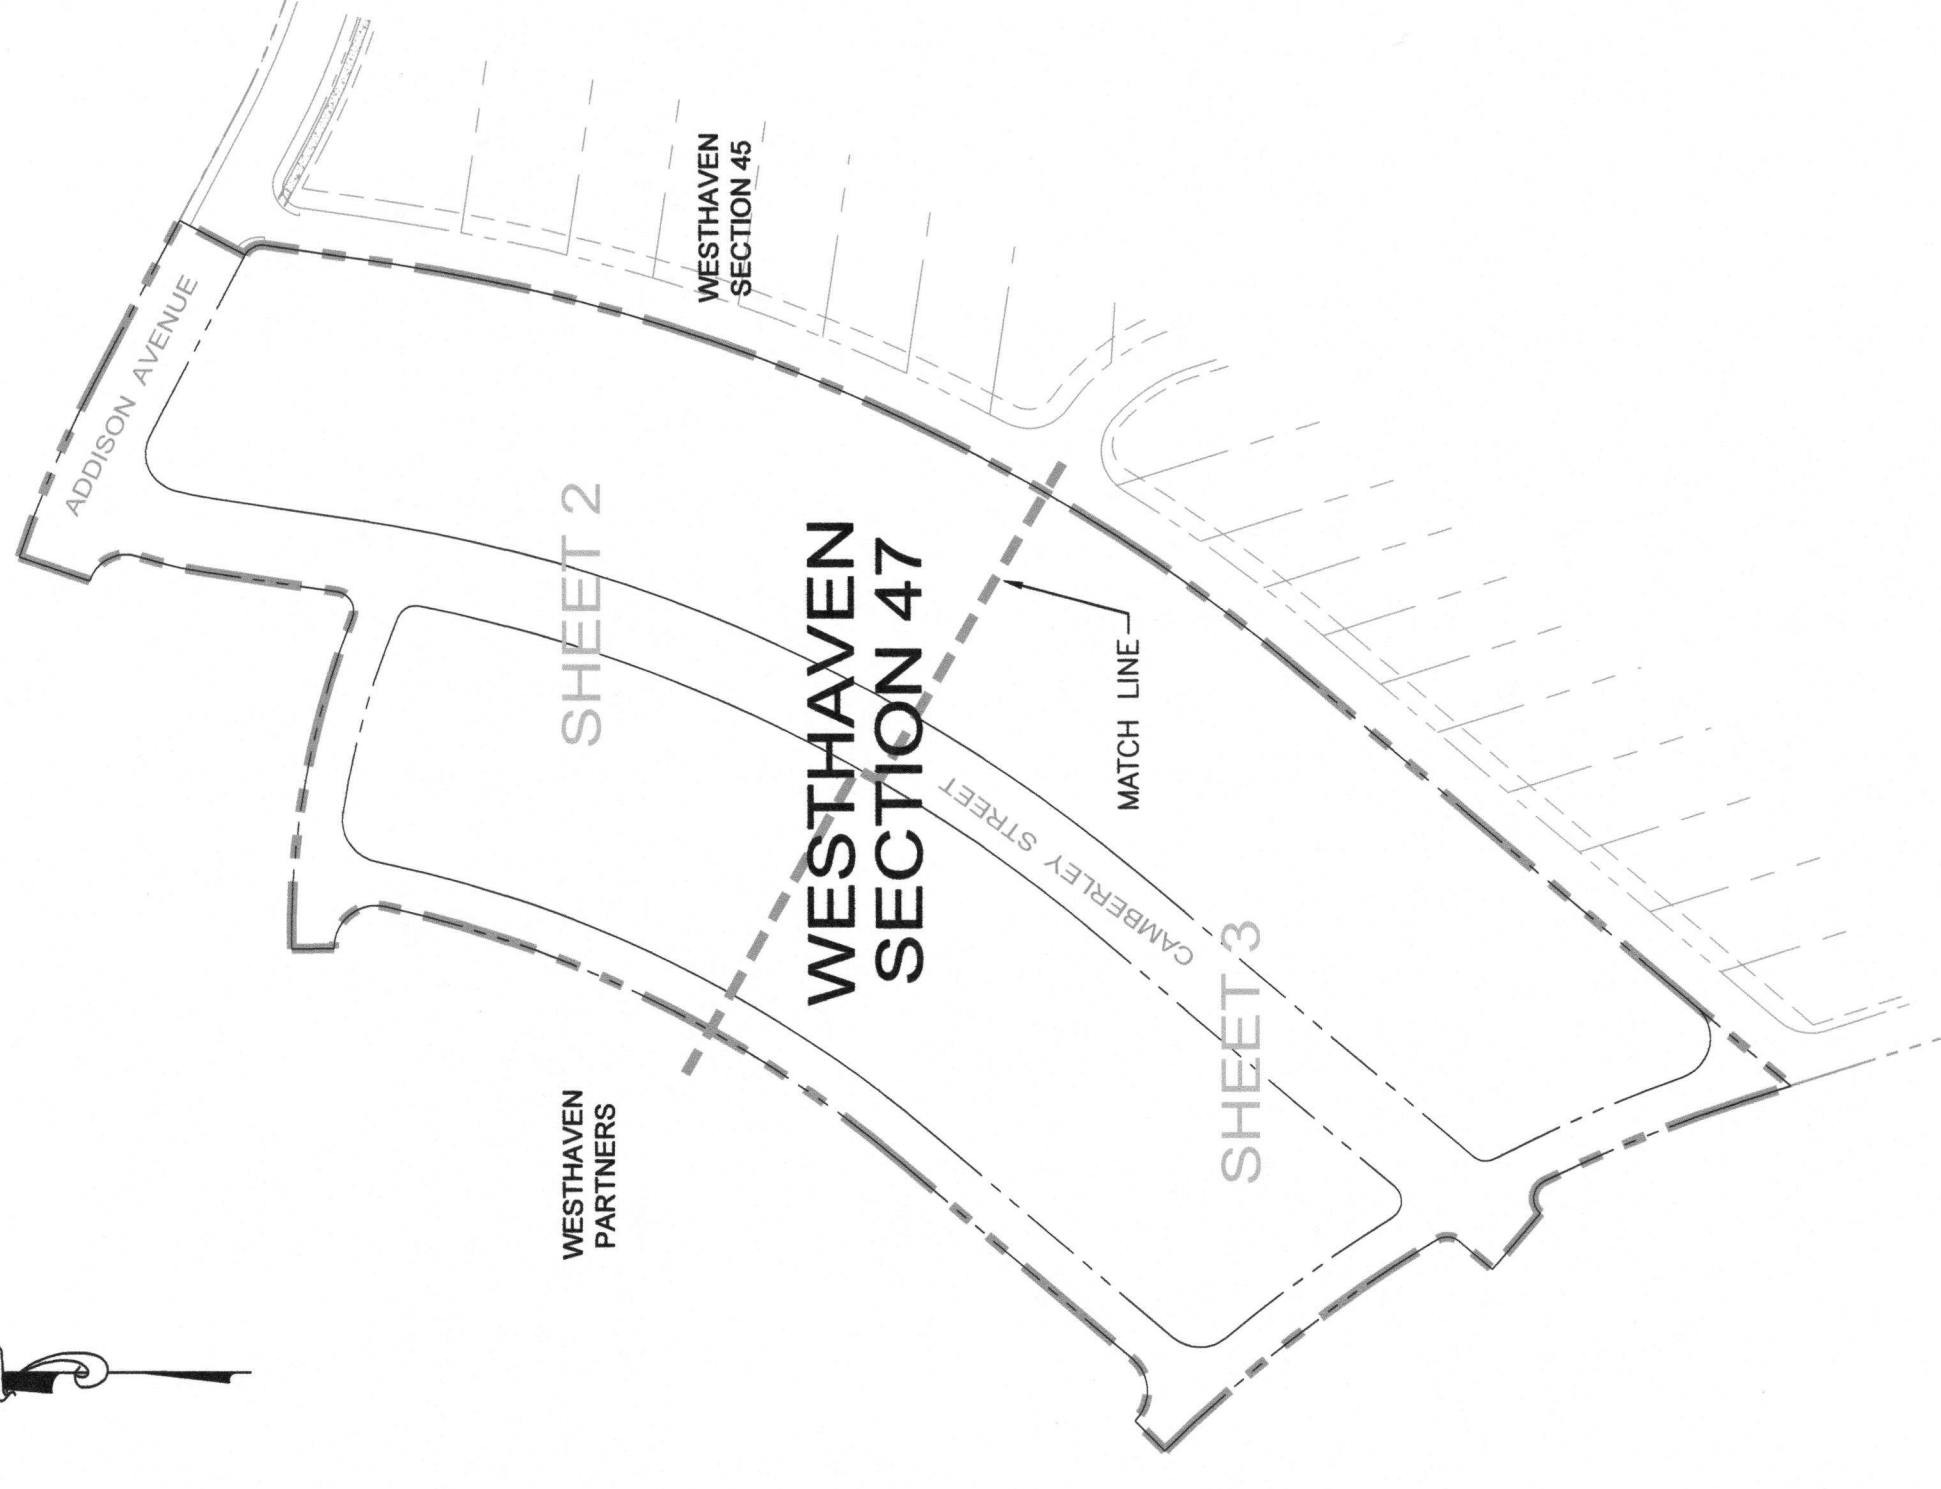 WESTHAVEN
SECTION 45
ADDISON AVENUE
SHEET 2
WESTHAVEN
SECTION 47
MATCH LINE
CAMBERLEY STREET
SHEET 3
WESTHAVEN
PARTNERS